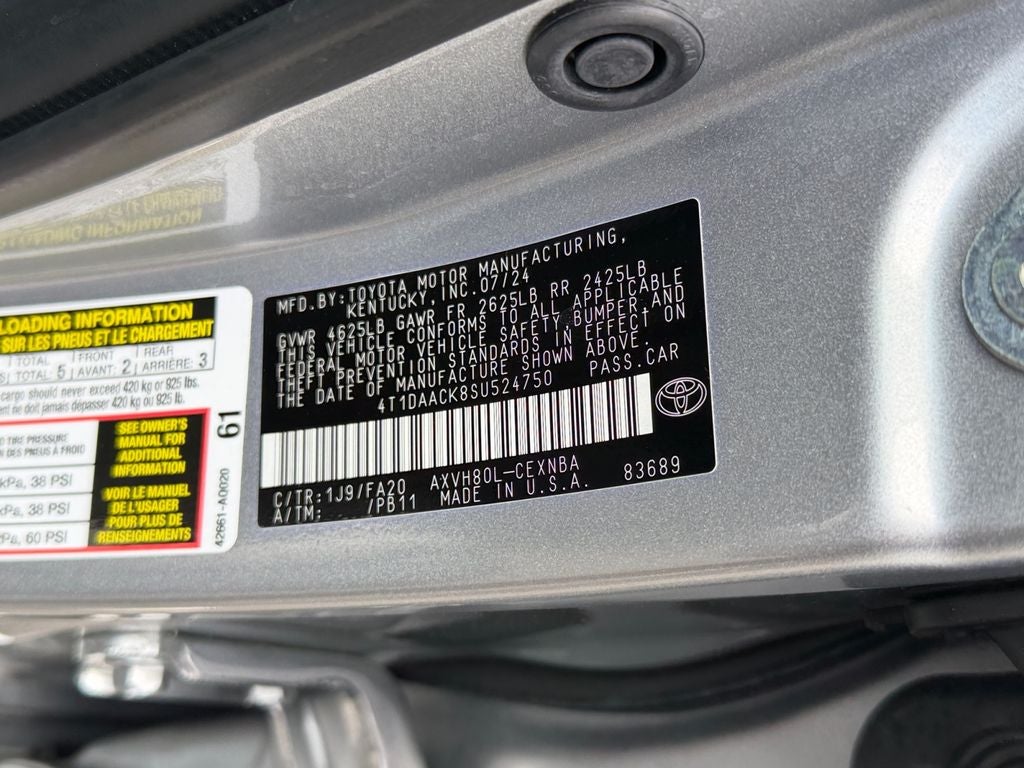 LOADING INFORMATION
SUR LES PNEUS ET LE CHARGEMENT
TOTAL FRONT REAR
TOTAL: 5 AVANT: 2 ARRIÈRE: 3
cargo should never exceed 420 kg or 925 lbs.
ne doit jamais dépasser 420 kg ou 925 lb.
TIRE PRESSURE
DES PNEUS À FROID
kPa, 38 PSI
kPa, 38 PSI
kPa, 60 PSI
SEE OWNER'S
MANUAL FOR
ADDITIONAL
INFORMATION
VOIR LE MANUEL
DE L'USAGER
POUR PLUS DE
RENSEIGNEMENTS
61
42661-A0020
MFD.BY:TOYOTA MOTOR MANUFACTURING,
KENTUCKY,INC.07/24
GVWR 4625LB GAWR FR 2625LB RR 2425LB
THIS VEHICLE CONFORMS TO ALL APPLICABLE
FEDERAL MOTOR VEHICLE SAFETY,BUMPER,AND
THEFT PREVENTION STANDARDS IN EFFECT ON
THE DATE OF MANUFACTURE SHOWN ABOVE.
4T1DAACK8SU524750 PASS.CAR
C/TR:1J9/FA20 AXVH80L-CEXNBA
A/TM: /PB11 MADE IN U.S.A. 83689